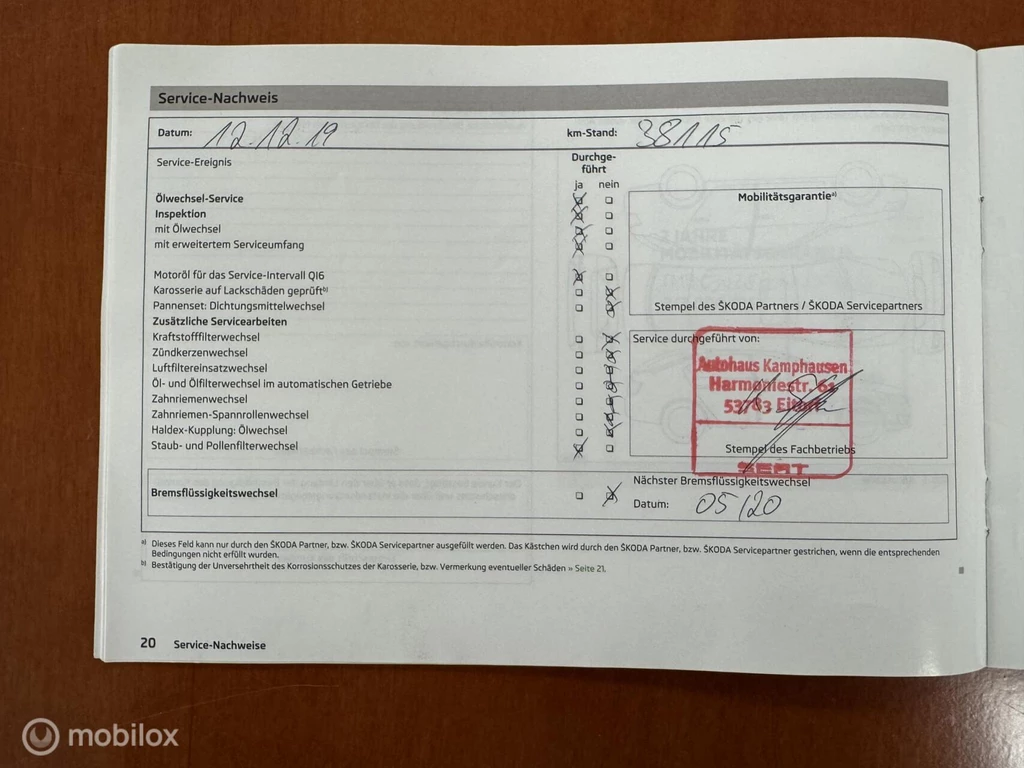 Service-Nachweis
Datum: 12.12.19 km-Stand: 38115
Service-Ereignis Durchge-
führt
ja nein
Ölwechsel-Service
Inspektion
mit Ölwechsel
mit erweitertem Serviceumfang
Mobilitätsgarantie a)
Motoröl für das Service-Intervall QI6
Karosserie auf Lackschäden geprüft b)
Pannenset: Dichtungsmittelwechsel
Stempel des ŠKODA Partners / ŠKODA Servicepartners
Zusätzliche Servicearbeiten
Kraftstofffilterwechsel
Zündkerzenwechsel
Luftfiltereinsatzwechsel
Öl- und Ölfilterwechsel im automatischen Getriebe
Zahnriemenwechsel
Zahnriemen-Spannrollenwechsel
Haldex-Kupplung: Ölwechsel
Staub- und Pollenfilterwechsel
Service durchgeführt von:
Autohaus Kamphausen
Harmoniestr. 61
53783 Eitorf
Stempel des Fachbetriebs
SEAT
Bremsflüssigkeitswechsel
Nächster Bremsflüssigkeitswechsel
Datum: 05/20
a) Dieses Feld kann nur durch den ŠKODA Partner, bzw. ŠKODA Servicepartner ausgefüllt werden. Das Kästchen wird durch den ŠKODA Partner, bzw. ŠKODA Servicepartner gestrichen, wenn die entsprechenden
Bedingungen nicht erfüllt wurden.
b) Bestätigung der Unversehrtheit des Korrosionsschutzes der Karosserie, bzw. Vermerkung eventueller Schäden » Seite 21.
20 Service-Nachweise
mobilox